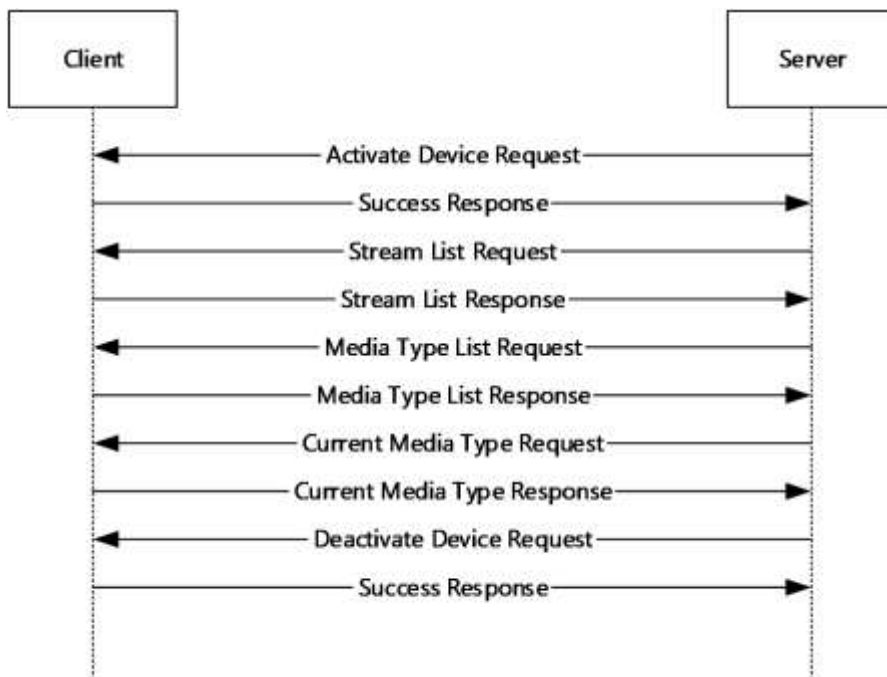 Client
Server
Activate Device Request
Success Response
Stream List Request
Stream List Response
Media Type List Request
Media Type List Response
Current Media Type Request
Current Media Type Response
Deactivate Device Request
Success Response